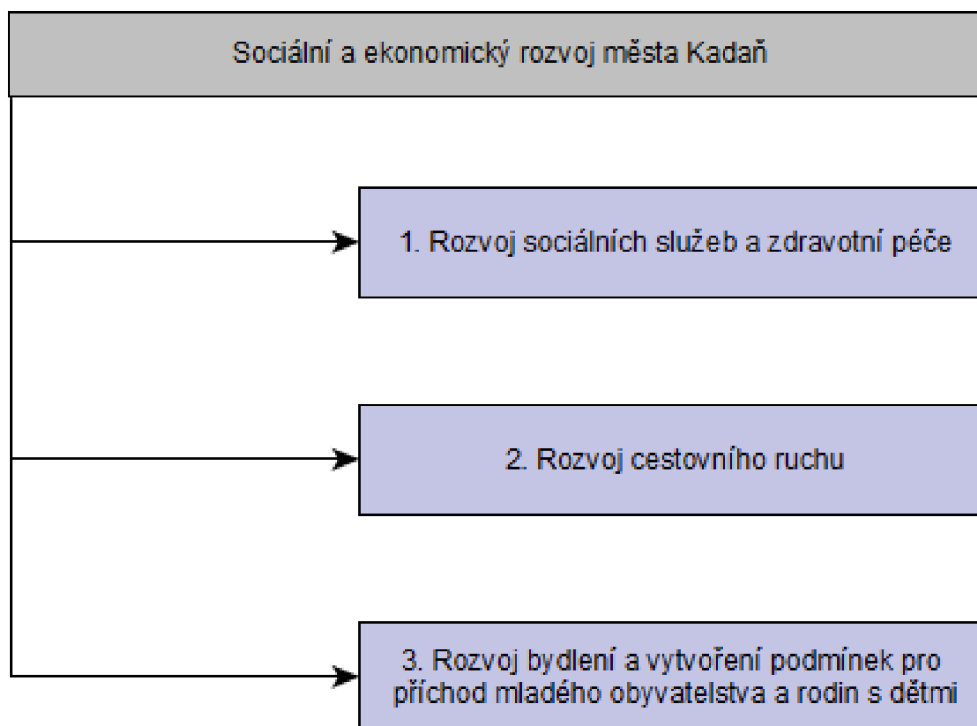 Sociální a ekonomický rozvoj města Kadaň
1. Rozvoj sociálních služeb a zdravotní péče
2. Rozvoj cestovního ruchu
3. Rozvoj bydlení a vytvoření podmínek pro
příchod mladého obyvatelstva a rodin s dětmi